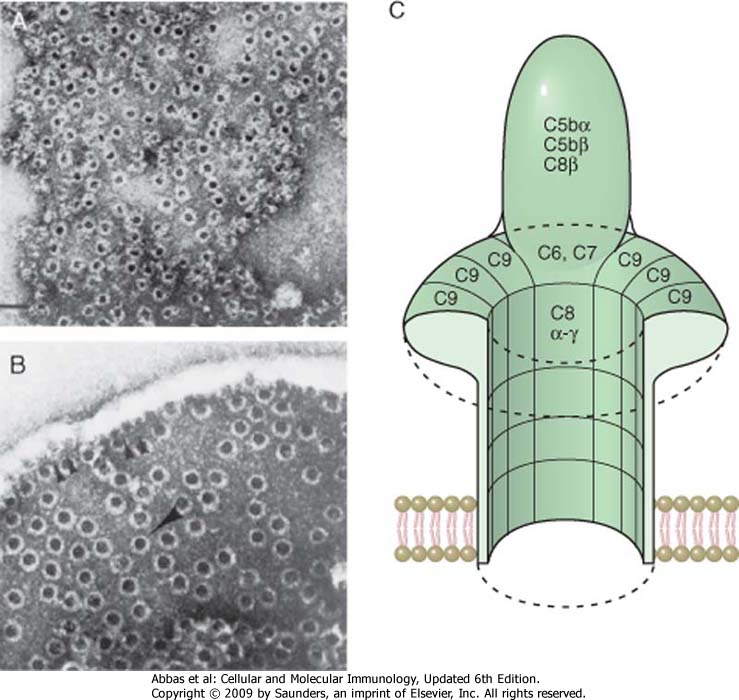 A
B
C
C5bα
C5bβ
C8β
C6, C7
C9
C9
C9
C9
C9
C9
C8
α-γ
Abbas et al: Cellular and Molecular Immunology, Updated 6th Edition.
Copyright © 2009 by Saunders, an imprint of Elsevier, Inc. All rights reserved.